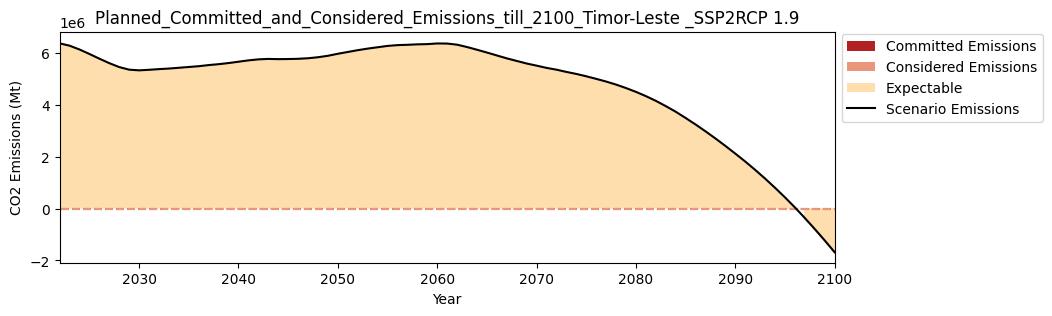 Planned_Committed_and_Considered_Emissions_till_2100_Timor-Leste _SSP2RCP 1.9
1e6
CO2 Emissions (Mt)
6
4
2
0
−2
2030 2040 2050 2060 2070 2080 2090 2100
Year
Committed Emissions
Considered Emissions
Expectable
Scenario Emissions